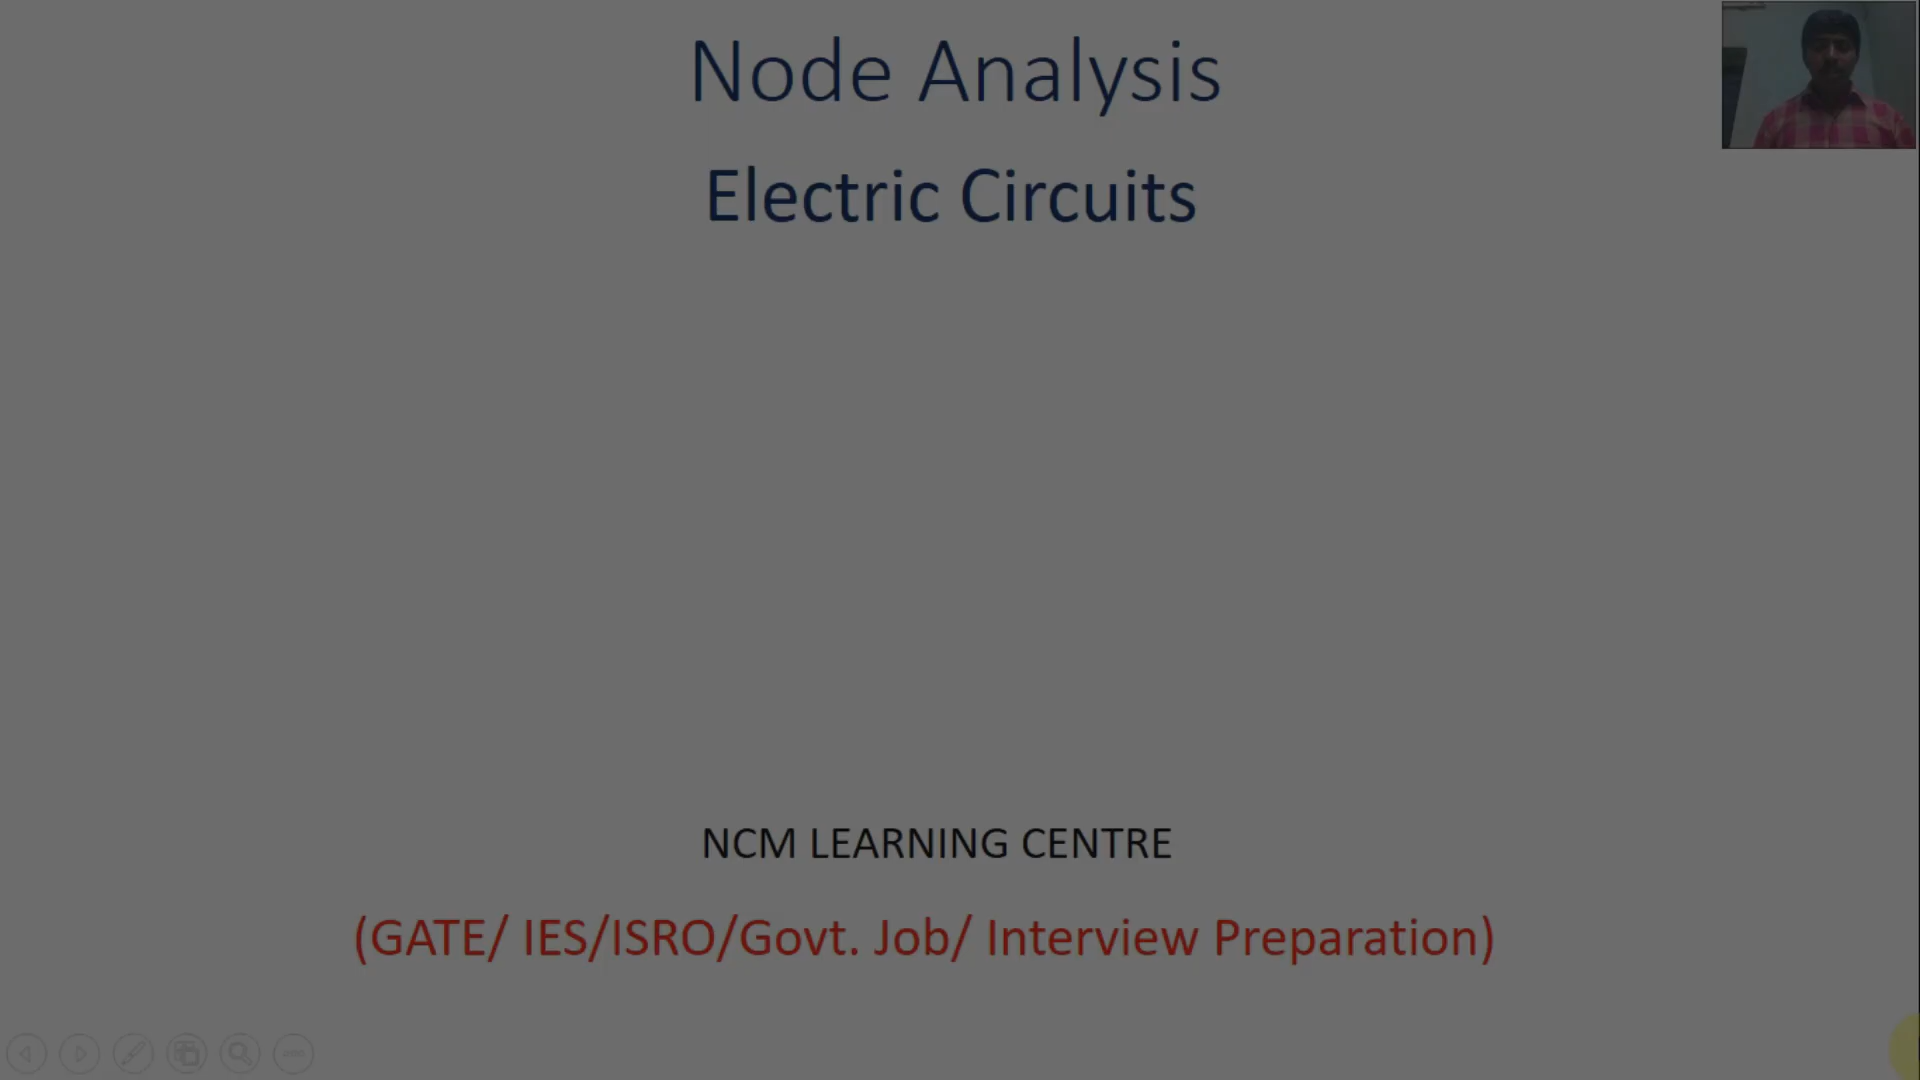 Node Analysis
Electric Circuits
NCM LEARNING CENTRE
(GATE/ IES/ISRO/Govt. Job/ Interview Preparation)